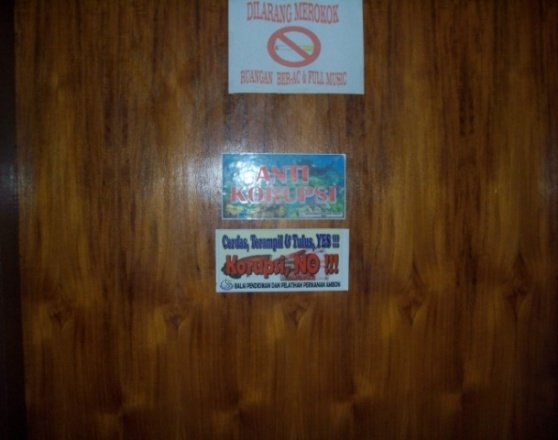 DILARANG MEROKOK
RUANGAN BER-AC & FULL MUSIC
ANTI
KORUPSI
Cerdas, Terampil & Tulus, YES !!!
Korupsi, NO !!!
BALAI PENDIDIKAN DAN PELATIHAN PERIKANAN AMBON